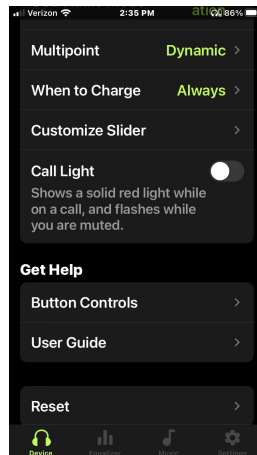 Verizon 2:35 PM 86%
ation
Multipoint Dynamic
When to Charge Always
Customize Slider
Call Light
Shows a solid red light while
on a call, and flashes while
you are muted.
Get Help
Button Controls
User Guide
Reset
Device Equalizer Music Settings